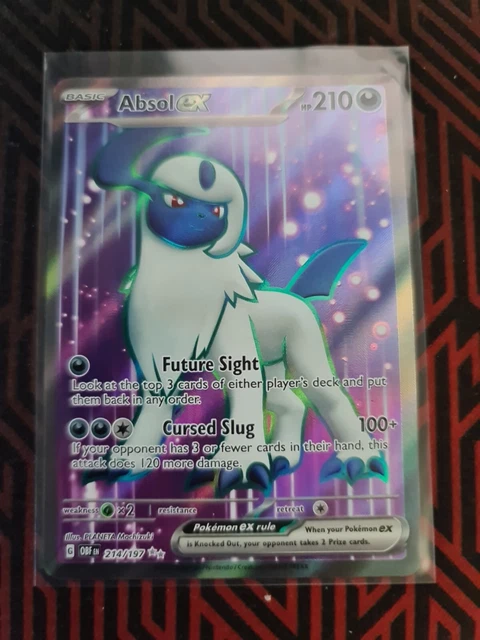 BASIC Absol ex HP 210
Future Sight
Look at the top 3 cards of either player's deck and put
them back in any order.
Cursed Slug 100+
If your opponent has 3 or fewer cards in their hand, this
attack does 120 more damage.
weakness ×2 resistance retreat
Illus. PLANETA Mochizuki
Pokémon ex rule When your Pokémon ex
is Knocked Out, your opponent takes 2 Prize cards.
G OBF EN 214/197